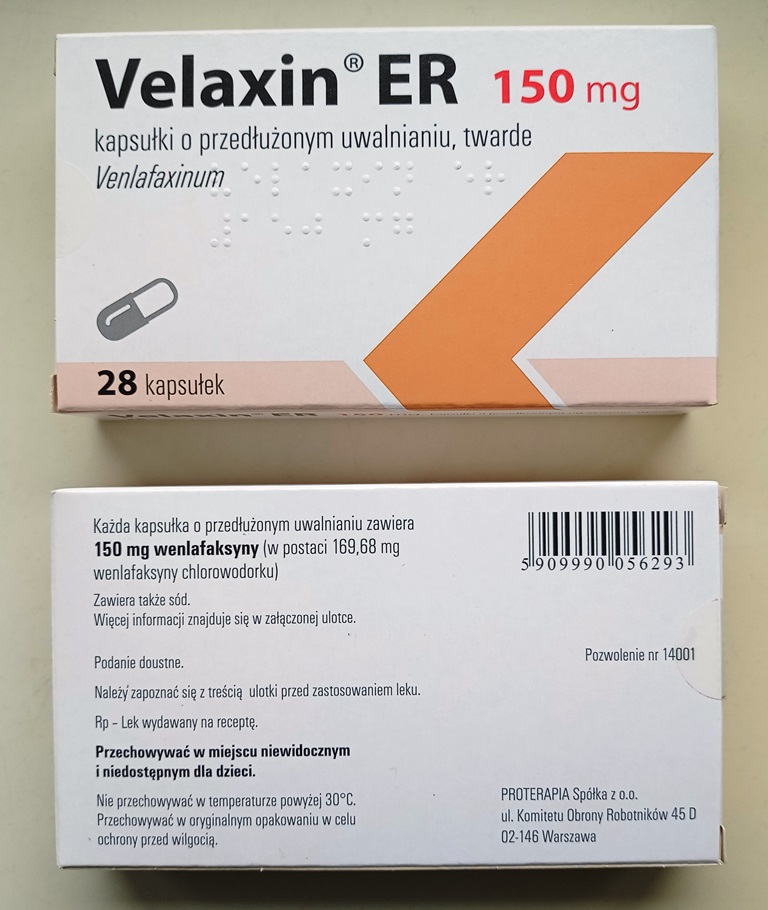 Velaxin® ER 150 mg
kapsułki o przedłużonym uwalnianiu, twarde
Venlafaxinum
28 kapsułek
Velaxin® ER 150 mg
Każda kapsułka o przedłużonym uwalnianiu zawiera
150 mg wenlafaksyny (w postaci 169,68 mg
wenlafaksyny chlorowodorku)
Zawiera także sód.
Więcej informacji znajduje się w załączonej ulotce.
Podanie doustne.
Należy zapoznać się z treścią ulotki przed zastosowaniem leku.
Rp – Lek wydawany na receptę.
Przechowywać w miejscu niewidocznym
i niedostępnym dla dzieci.
Nie przechowywać w temperaturze powyżej 30°C.
Przechowywać w oryginalnym opakowaniu w celu
ochrony przed wilgocią.
5 909990 056293
Pozwolenie nr 14001
PROTERAPIA Spółka z o.o.
ul. Komitetu Obrony Robotników 45 D
02-146 Warszawa